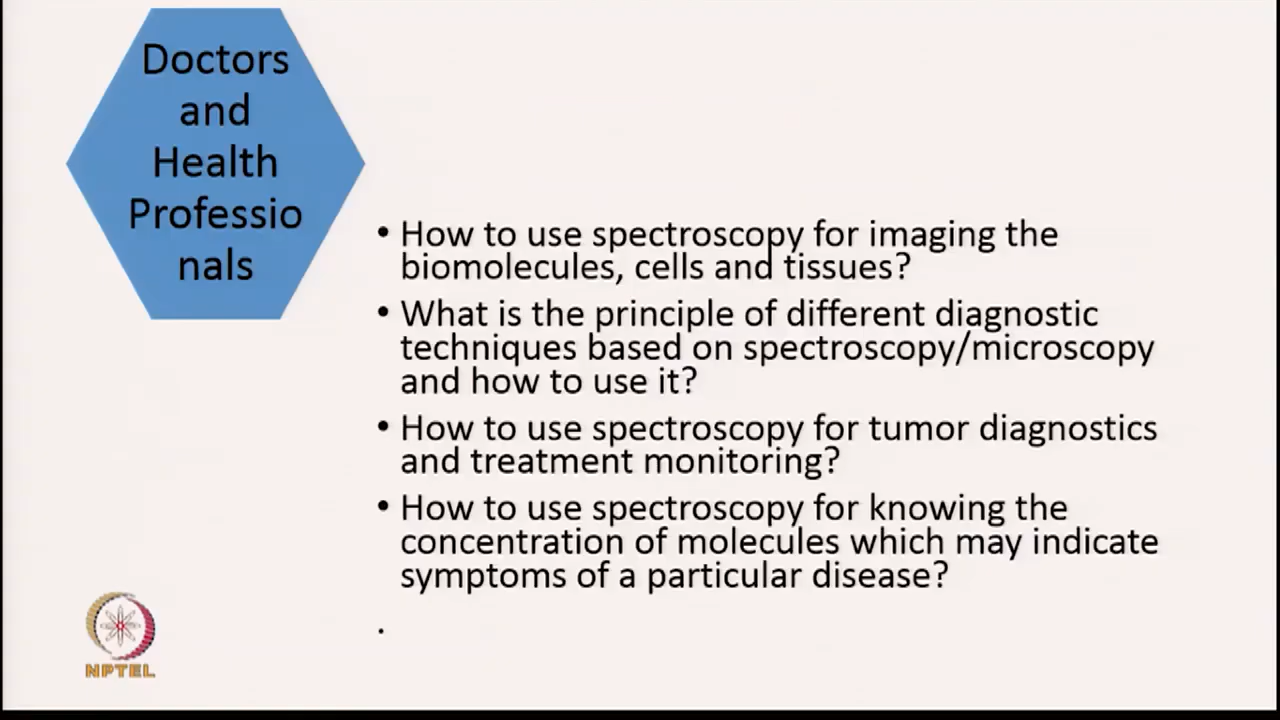 Doctors
and
Health
Professio
nals
• How to use spectroscopy for imaging the
biomolecules, cells and tissues?
• What is the principle of different diagnostic
techniques based on spectroscopy/microscopy
and how to use it?
• How to use spectroscopy for tumor diagnostics
and treatment monitoring?
• How to use spectroscopy for knowing the
concentration of molecules which may indicate
symptoms of a particular disease?
.
NPTEL